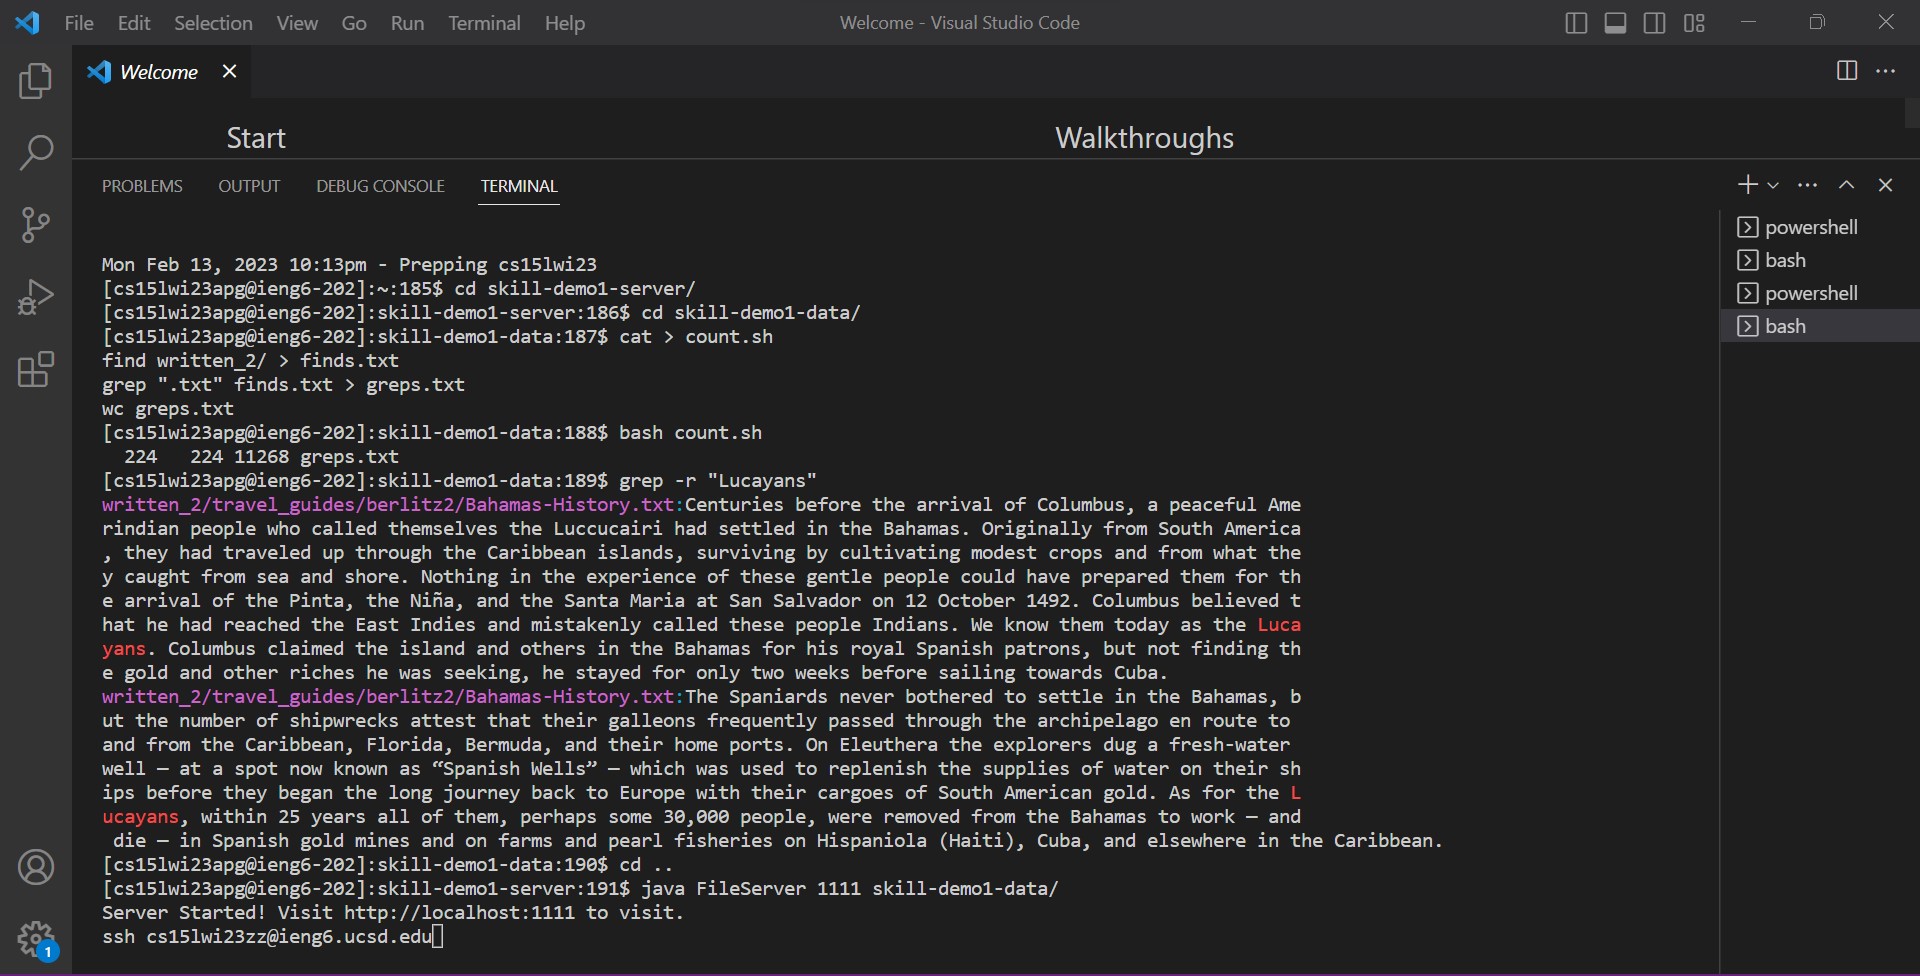 File Edit Selection View Go Run Terminal Help
Welcome - Visual Studio Code
Welcome
Start
Walkthroughs
PROBLEMS OUTPUT DEBUG CONSOLE TERMINAL
powershell
bash
powershell
bash
Mon Feb 13, 2023 10:13pm - Prepping cs15lwi23
[cs15lwi23apg@ieng6-202]:~:185$ cd skill-demo1-server/
[cs15lwi23apg@ieng6-202]:skill-demo1-server:186$ cd skill-demo1-data/
[cs15lwi23apg@ieng6-202]:skill-demo1-data:187$ cat > count.sh
find written_2/ > finds.txt
grep ".txt" finds.txt > greps.txt
wc greps.txt
[cs15lwi23apg@ieng6-202]:skill-demo1-data:188$ bash count.sh
  224   224 11268 greps.txt
[cs15lwi23apg@ieng6-202]:skill-demo1-data:189$ grep -r "Lucayans"
written_2/travel_guides/berlitz2/Bahamas-History.txt:Centuries before the arrival of Columbus, a peaceful Ame
rindian people who called themselves the Luccucairi had settled in the Bahamas. Originally from South America
, they had traveled up through the Caribbean islands, surviving by cultivating modest crops and from what the
y caught from sea and shore. Nothing in the experience of these gentle people could have prepared them for th
e arrival of the Pinta, the Niña, and the Santa Maria at San Salvador on 12 October 1492. Columbus believed t
hat he had reached the East Indies and mistakenly called these people Indians. We know them today as the Luca
yans. Columbus claimed the island and others in the Bahamas for his royal Spanish patrons, but not finding th
e gold and other riches he was seeking, he stayed for only two weeks before sailing towards Cuba.
written_2/travel_guides/berlitz2/Bahamas-History.txt:The Spaniards never bothered to settle in the Bahamas, b
ut the number of shipwrecks attest that their galleons frequently passed through the archipelago en route to
and from the Caribbean, Florida, Bermuda, and their home ports. On Eleuthera the explorers dug a fresh-water
well — at a spot now known as “Spanish Wells” — which was used to replenish the supplies of water on their sh
ips before they began the long journey back to Europe with their cargoes of South American gold. As for the L
ucayans, within 25 years all of them, perhaps some 30,000 people, were removed from the Bahamas to work — and
 die — in Spanish gold mines and on farms and pearl fisheries on Hispaniola (Haiti), Cuba, and elsewhere in the Caribbean.
[cs15lwi23apg@ieng6-202]:skill-demo1-data:190$ cd ..
[cs15lwi23apg@ieng6-202]:skill-demo1-server:191$ java FileServer 1111 skill-demo1-data/
Server Started! Visit http://localhost:1111 to visit.
ssh cs15lwi23zz@ieng6.ucsd.edu
1